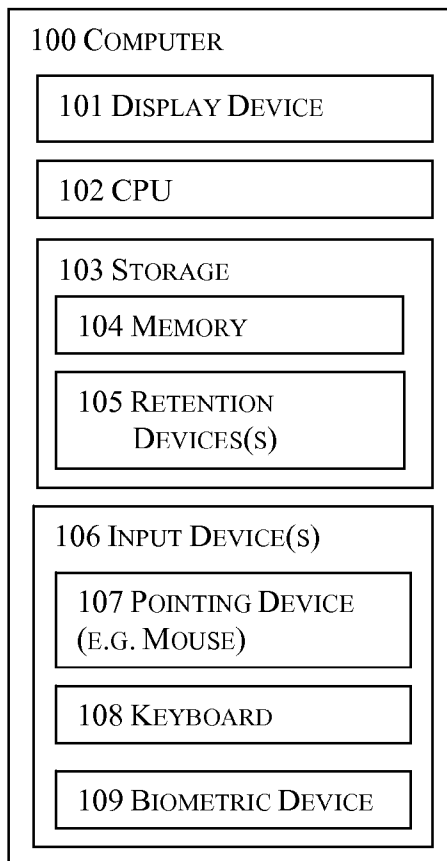 100 COMPUTER
101 DISPLAY DEVICE
102 CPU
103 STORAGE
104 MEMORY
105 RETENTION
DEVICES(S)
106 INPUT DEVICE(S)
107 POINTING DEVICE
(E.G. MOUSE)
108 KEYBOARD
109 BIOMETRIC DEVICE